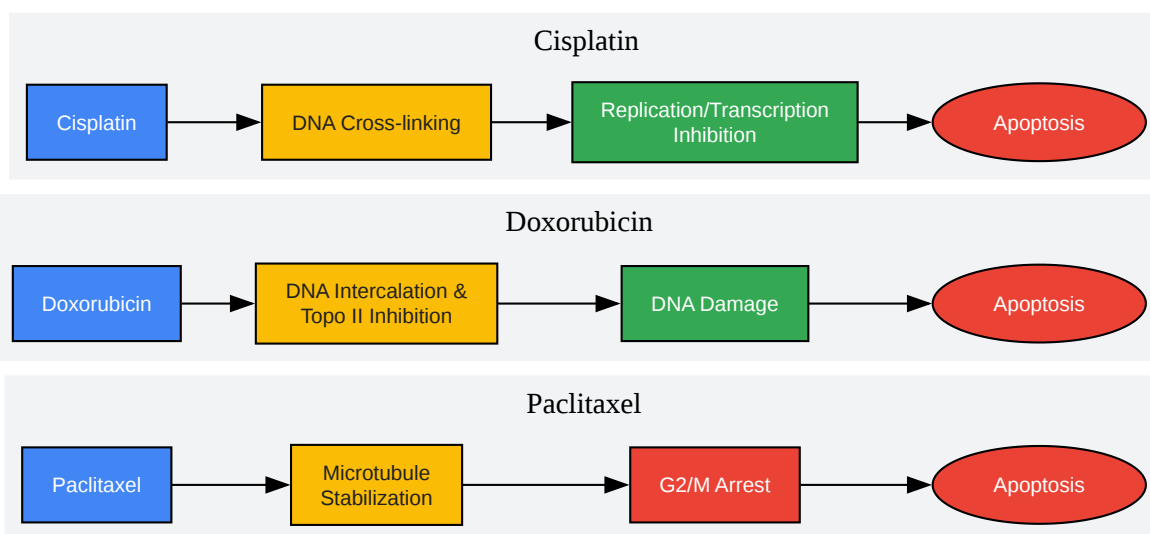 Cisplatin
Cisplatin
DNA Cross-linking
Replication/Transcription
Inhibition
Apoptosis
Doxorubicin
Doxorubicin
DNA Intercalation &
Topo II Inhibition
DNA Damage
Apoptosis
Paclitaxel
Paclitaxel
Microtubule
Stabilization
G2/M Arrest
Apoptosis